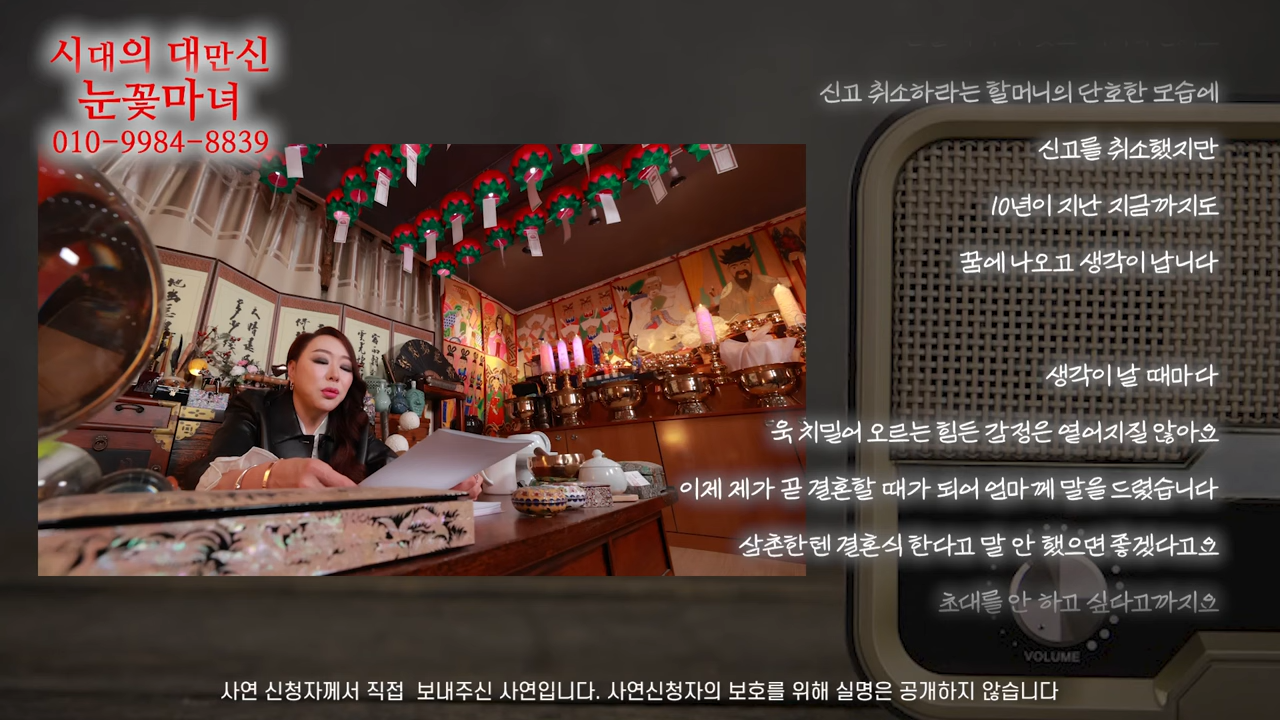 시대의 대만신
눈꽃마녀
010-9984-8839
신고 취소하라는 할머니의 단호한 모습에
신고를 취소했지만
10년이 지난 지금까지도
꿈에 나오고 생각이 납니다
생각이 날 때마다
욱 치밀어 오르는 힘든 감정은 옅어지질 않아요
이제 제가 곧 결혼할 때가 되어 엄마께 말을 드렸습니다
삼촌한텐 결혼식 한다고 말 안 했으면 좋겠다고요
초대를 안 하고 싶다고까지요
VOLUME
사연 신청자께서 직접 보내주신 사연입니다. 사연신청자의 보호를 위해 실명은 공개하지 않습니다